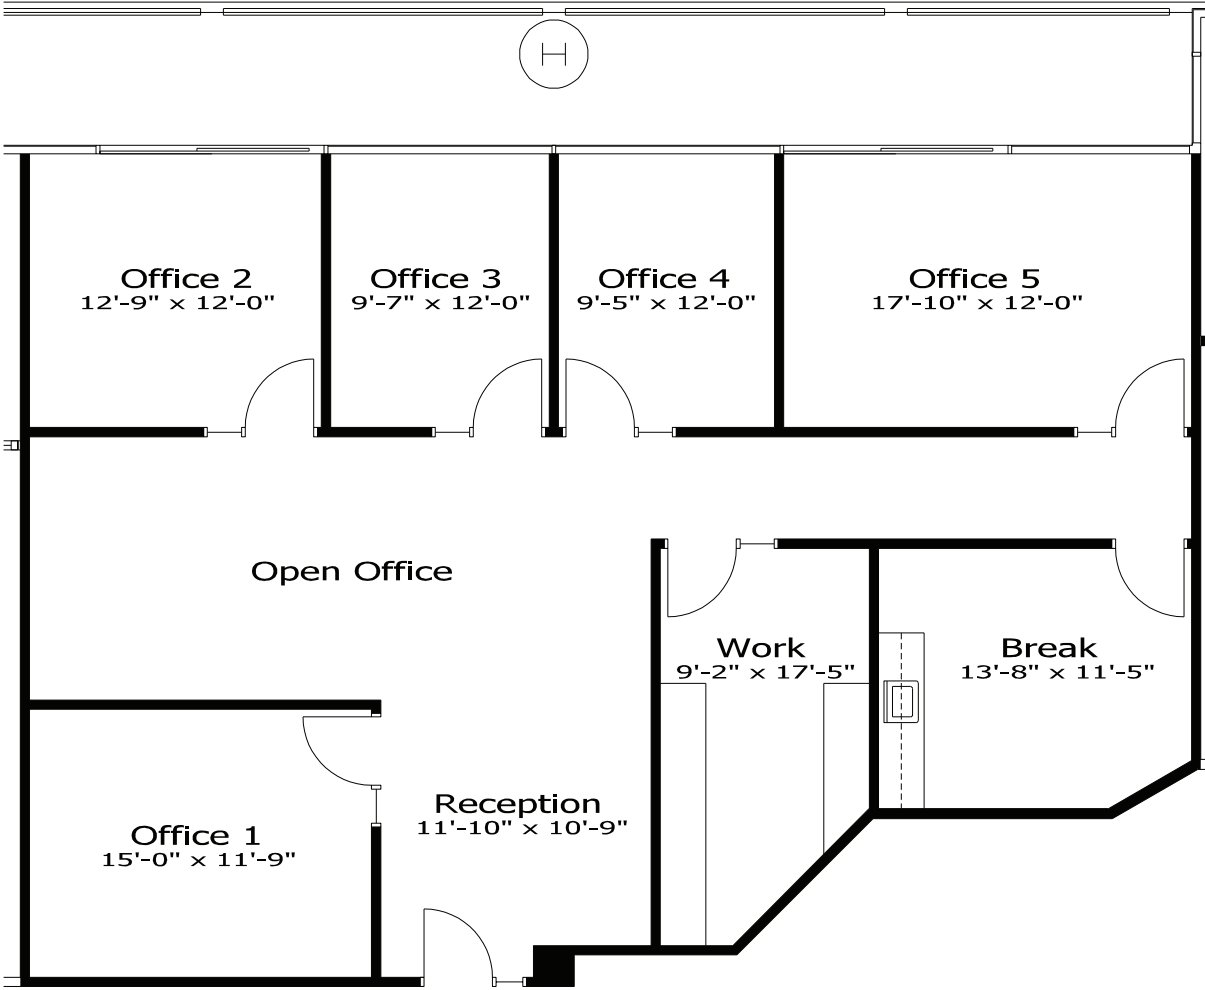 H
Office 2
12'-9" x 12'-0"
Office 3
9'-7" x 12'-0"
Office 4
9'-5" x 12'-0"
Office 5
17'-10" x 12'-0"
Open Office
Work
9'-2" x 17'-5"
Break
13'-8" x 11'-5"
Reception
11'-10" x 10'-9"
Office 1
15'-0" x 11'-9"